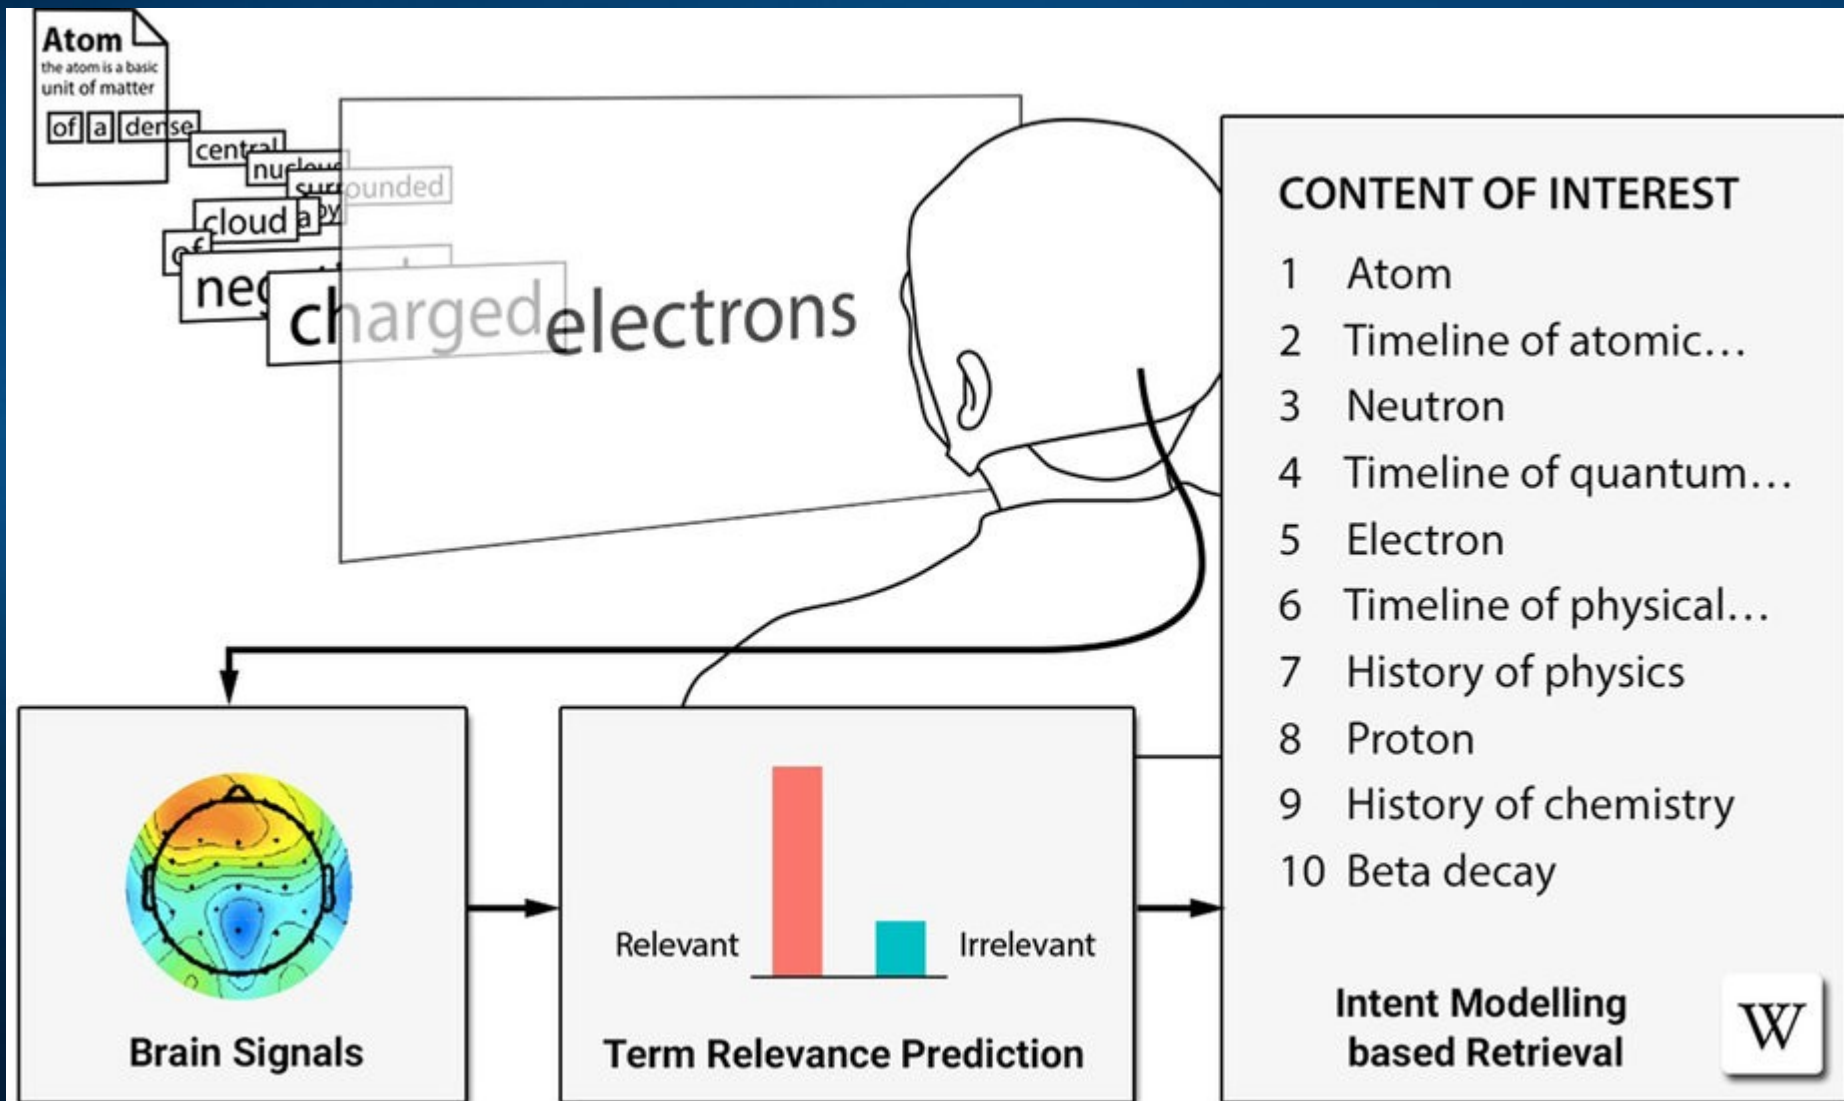 Atom
the atom is a basic
unit of matter
of a dense
central
surrounded
cloud a by
of
charged electrons
CONTENT OF INTEREST
1 Atom
2 Timeline of atomic…
3 Neutron
4 Timeline of quantum…
5 Electron
6 Timeline of physical…
7 History of physics
8 Proton
9 History of chemistry
10 Beta decay
Relevant
Irrelevant
Brain Signals
Term Relevance Prediction
Intent Modelling
based Retrieval
W